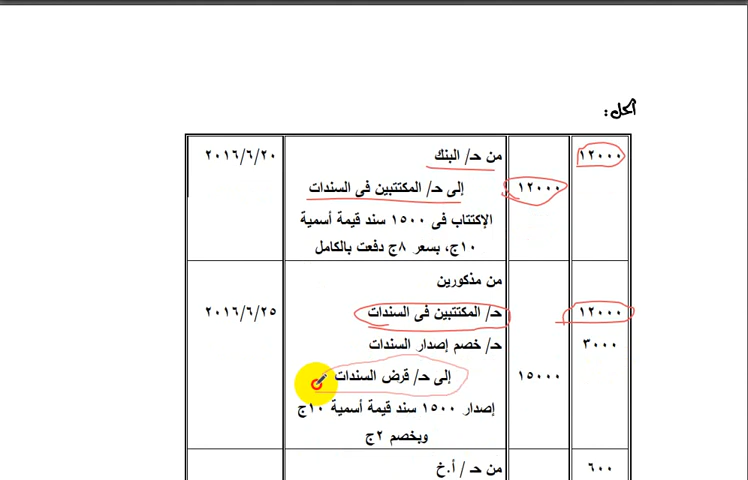 الحل :
١٢٠٠٠ من حـ/ البنك ٢٠١٦/٦/٢٠
١٢٠٠٠ إلى حـ/ المكتتبين فى السندات
الإكتتاب فى ١٥٠٠ سند قيمة أسمية
١٠ج، بسعر ٨ج دفعت بالكامل
من مذكورين
١٢٠٠٠ حـ/ المكتتبين فى السندات ٢٠١٦/٦/٢٥
٣٠٠٠ حـ/ خصم إصدار السندات
١٥٠٠٠ إلى حـ/ قرض السندات
إصدار ١٥٠٠ سند قيمة أسمية ١٠ج
وبخصم ٢ج
٦٠٠ من حـ /أ.خ